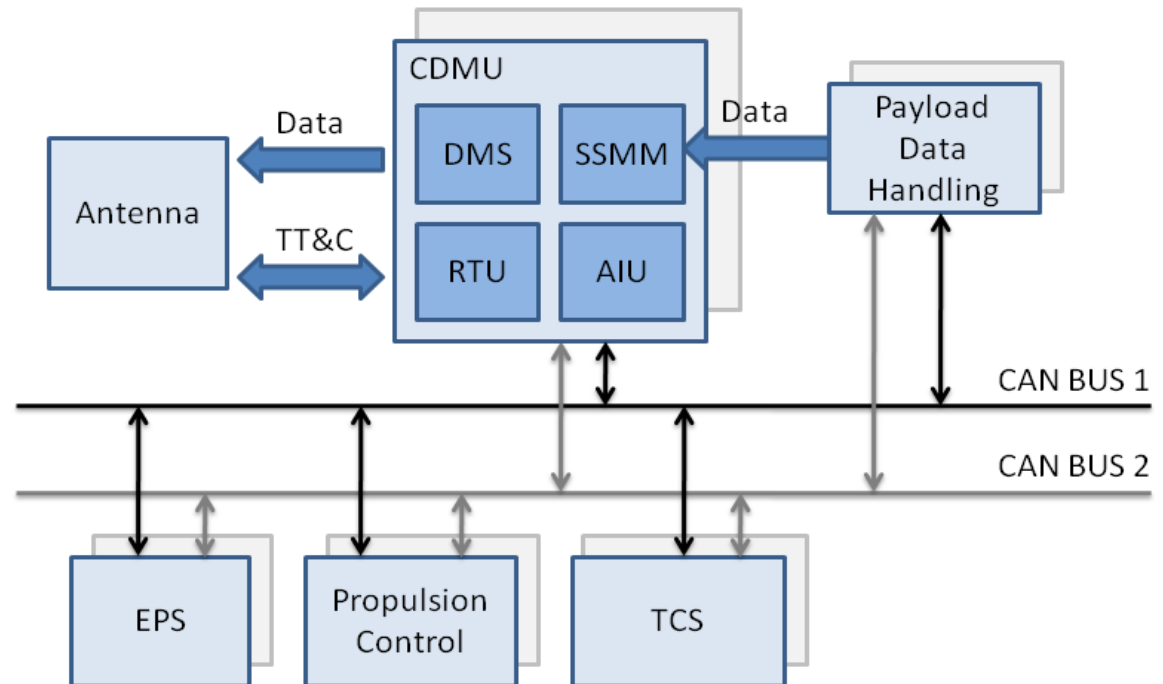 CDMU
Data
DMS
SSMM
Data
Payload
Data
Handling
Antenna
TT&C
RTU
AIU
CAN BUS 1
CAN BUS 2
EPS
Propulsion
Control
TCS